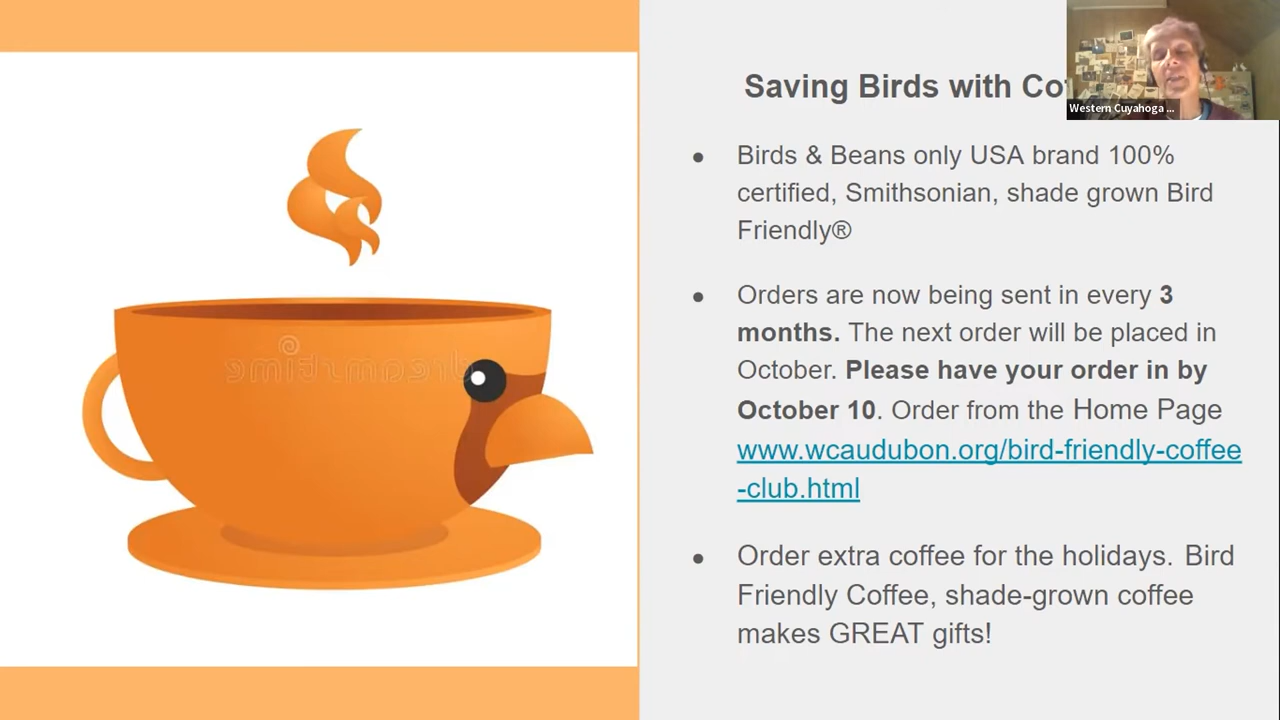 Saving Birds with Co
Western Cuyahoga ...
● Birds & Beans only USA brand 100%
certified, Smithsonian, shade grown Bird
Friendly®
● Orders are now being sent in every 3
months. The next order will be placed in
October. Please have your order in by
October 10. Order from the Home Page
www.wcaudubon.org/bird-friendly-coffee
-club.html
● Order extra coffee for the holidays. Bird
Friendly Coffee, shade-grown coffee
makes GREAT gifts!
dreamstime